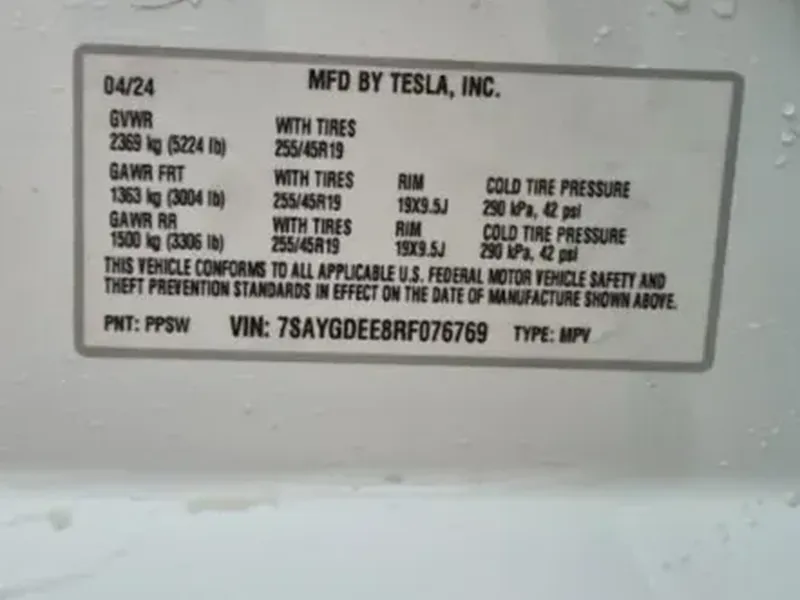 04/24 MFD BY TESLA, INC.
GVWR
2369 kg (5224 lb) WITH TIRES 255/45R19
GAWR FRT WITH TIRES RIM COLD TIRE PRESSURE
1363 kg (3004 lb) 255/45R19 19X9.5J 290 kPa, 42 psi
GAWR RR WITH TIRES RIM COLD TIRE PRESSURE
1500 kg (3306 lb) 255/45R19 19X9.5J 290 kPa, 42 psi
THIS VEHICLE CONFORMS TO ALL APPLICABLE U.S. FEDERAL MOTOR VEHICLE SAFETY AND
THEFT PREVENTION STANDARDS IN EFFECT ON THE DATE OF MANUFACTURE SHOWN ABOVE.
PNT: PPSW VIN: 7SAYGDEE8RF076769 TYPE: MPV